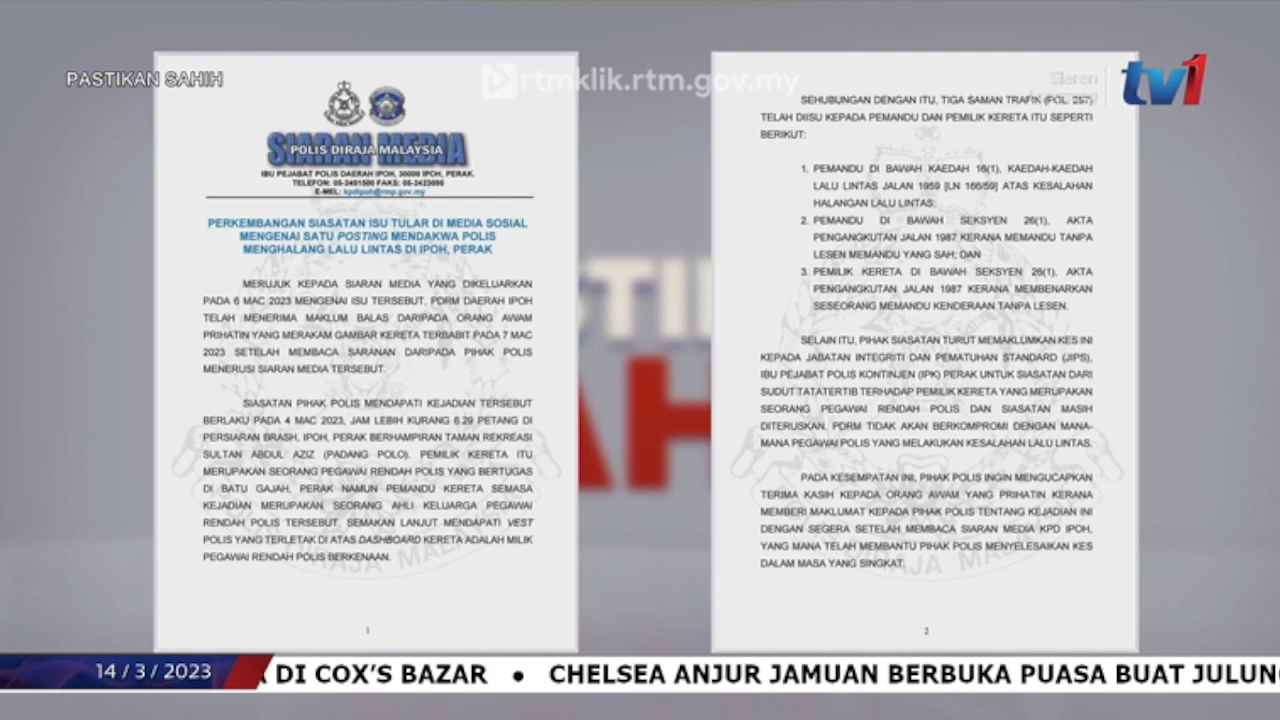 PASTIKAN SAHIH
rtmklik.rtm.gov.my
Siaran
tv1
SIARAN MEDIA
POLIS DIRAJA MALAYSIA
IBU PEJABAT POLIS DAERAH IPOH, 30000 IPOH, PERAK.
TELEFON: 05-2451500 FAKS: 05-2423095
E-MEL: kpdipoh@rmp.gov.my
PERKEMBANGAN SIASATAN ISU TULAR DI MEDIA SOSIAL
MENGENAI SATU POSTING MENDAKWA POLIS
MENGHALANG LALU LINTAS DI IPOH, PERAK
MERUJUK KEPADA SIARAN MEDIA YANG DIKELUARKAN
PADA 6 MAC 2023 MENGENAI ISU TERSEBUT, PDRM DAERAH IPOH
TELAH MENERIMA MAKLUM BALAS DARIPADA ORANG AWAM
PRIHATIN YANG MERAKAM GAMBAR KERETA TERBABIT PADA 7 MAC
2023 SETELAH MEMBACA SARANAN DARIPADA PIHAK POLIS
MENERUSI SIARAN MEDIA TERSEBUT.
SIASATAN PIHAK POLIS MENDAPATI KEJADIAN TERSEBUT
BERLAKU PADA 4 MAC 2023, JAM LEBIH KURANG 6.29 PETANG DI
PERSIARAN BRASH, IPOH, PERAK BERHAMPIRAN TAMAN REKREASI
SULTAN ABDUL AZIZ (PADANG POLO). PEMILIK KERETA ITU
MERUPAKAN SEORANG PEGAWAI RENDAH POLIS YANG BERTUGAS
DI BATU GAJAH, PERAK NAMUN PEMANDU KERETA SEMASA
KEJADIAN MERUPAKAN SEORANG AHLI KELUARGA PEGAWAI
RENDAH POLIS TERSEBUT. SEMAKAN LANJUT MENDAPATI VEST
POLIS YANG TERLETAK DI ATAS DASHBOARD KERETA ADALAH MILIK
PEGAWAI RENDAH POLIS BERKENAAN.
1
SEHUBUNGAN DENGAN ITU, TIGA SAMAN TRAFIK (POL. 257)
TELAH DIISU KEPADA PEMANDU DAN PEMILIK KERETA ITU SEPERTI
BERIKUT:
1. PEMANDU DI BAWAH KAEDAH 16(1), KAEDAH-KAEDAH
LALU LINTAS JALAN 1959 [LN 166/59] ATAS KESALAHAN
HALANGAN LALU LINTAS;
2. PEMANDU DI BAWAH SEKSYEN 26(1), AKTA
PENGANGKUTAN JALAN 1987 KERANA MEMANDU TANPA
LESEN MEMANDU YANG SAH; DAN
3. PEMILIK KERETA DI BAWAH SEKSYEN 26(1), AKTA
PENGANGKUTAN JALAN 1987 KERANA MEMBENARKAN
SESEORANG MEMANDU KENDERAAN TANPA LESEN.
SELAIN ITU, PIHAK SIASATAN TURUT MEMAKLUMKAN KES INI
KEPADA JABATAN INTEGRITI DAN PEMATUHAN STANDARD (JIPS),
IBU PEJABAT POLIS KONTINJEN (IPK) PERAK UNTUK SIASATAN DARI
SUDUT TATATERTIB TERHADAP PEMILIK KERETA YANG MERUPAKAN
SEORANG PEGAWAI RENDAH POLIS DAN SIASATAN MASIH
DITERUSKAN. PDRM TIDAK AKAN BERKOMPROMI DENGAN MANA-
MANA PEGAWAI POLIS YANG MELAKUKAN KESALAHAN LALU LINTAS.
PADA KESEMPATAN INI, PIHAK POLIS INGIN MENGUCAPKAN
TERIMA KASIH KEPADA ORANG AWAM YANG PRIHATIN KERANA
MEMBERI MAKLUMAT KEPADA PIHAK POLIS TENTANG KEJADIAN INI
DENGAN SEGERA SETELAH MEMBACA SIARAN MEDIA KPD IPOH,
YANG MANA TELAH MEMBANTU PIHAK POLIS MENYELESAIKAN KES
DALAM MASA YANG SINGKAT.
2
14 / 3 / 2023
DI COX'S BAZAR • CHELSEA ANJUR JAMUAN BERBUKA PUASA BUAT JULUNG